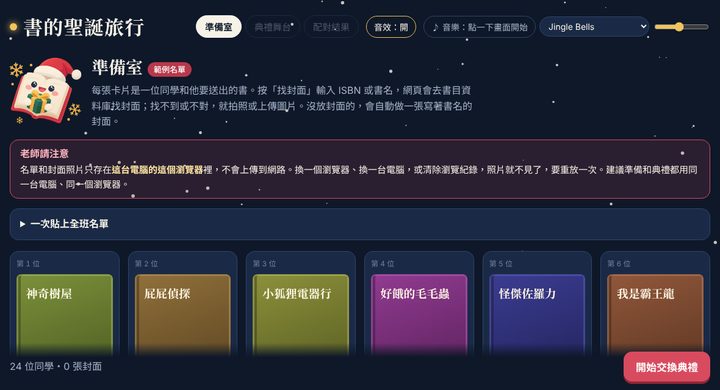 書的聖誕旅行
準備室
典禮舞台
配對結果
音效：開
♪ 音樂：點一下畫面開始
Jingle Bells
準備室
範例名單
每張卡片是一位同學和他要送出的書。按「找封面」輸入 ISBN 或書名，網頁會去書目資
料庫找封面；找不到或不對，就拍照或上傳圖片。沒放封面的，會自動做一張寫著書名的
封面。
老師請注意
名單和封面照片只存在這台電腦的這個瀏覽器裡，不會上傳到網路。換一個瀏覽器、換一台電腦，或清除瀏覽紀錄，照片就不見了，要重放一次。建議準備和典禮都用同
一台電腦、同一個瀏覽器。
▶ 一次貼上全班名單
第 1 位
第 2 位
第 3 位
第 4 位
第 5 位
第 6 位
神奇樹屋
屁屁偵探
小狐狸電器行
好餓的毛毛蟲
怪傑佐羅力
我是霸王龍
24 位同學・0 張封面
開始交換典禮